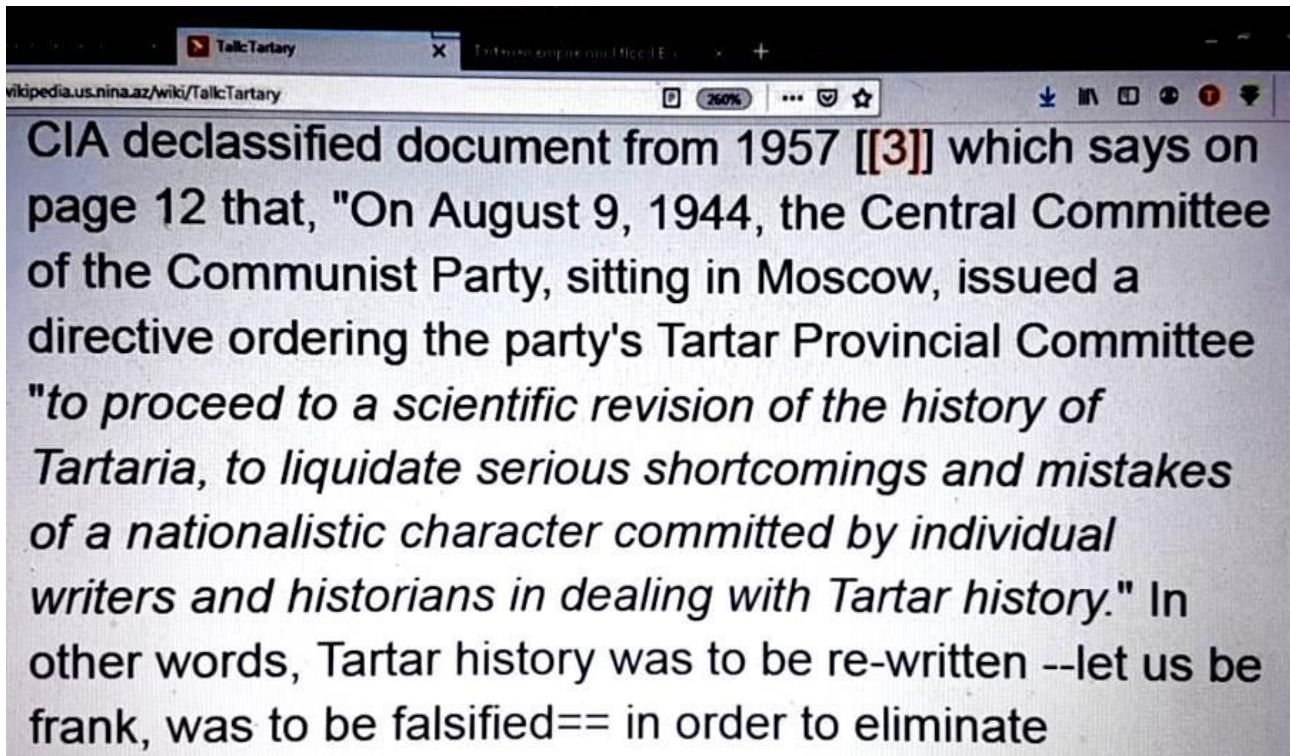 Talk:Tartary
wikipedia.us.nina.az/wiki/Talk:Tartary
260%
CIA declassified document from 1957 [[3]] which says on
page 12 that, "On August 9, 1944, the Central Committee
of the Communist Party, sitting in Moscow, issued a
directive ordering the party's Tartar Provincial Committee
"to proceed to a scientific revision of the history of
Tartaria, to liquidate serious shortcomings and mistakes
of a nationalistic character committed by individual
writers and historians in dealing with Tartar history." In
other words, Tartar history was to be re-written --let us be
frank, was to be falsified== in order to eliminate